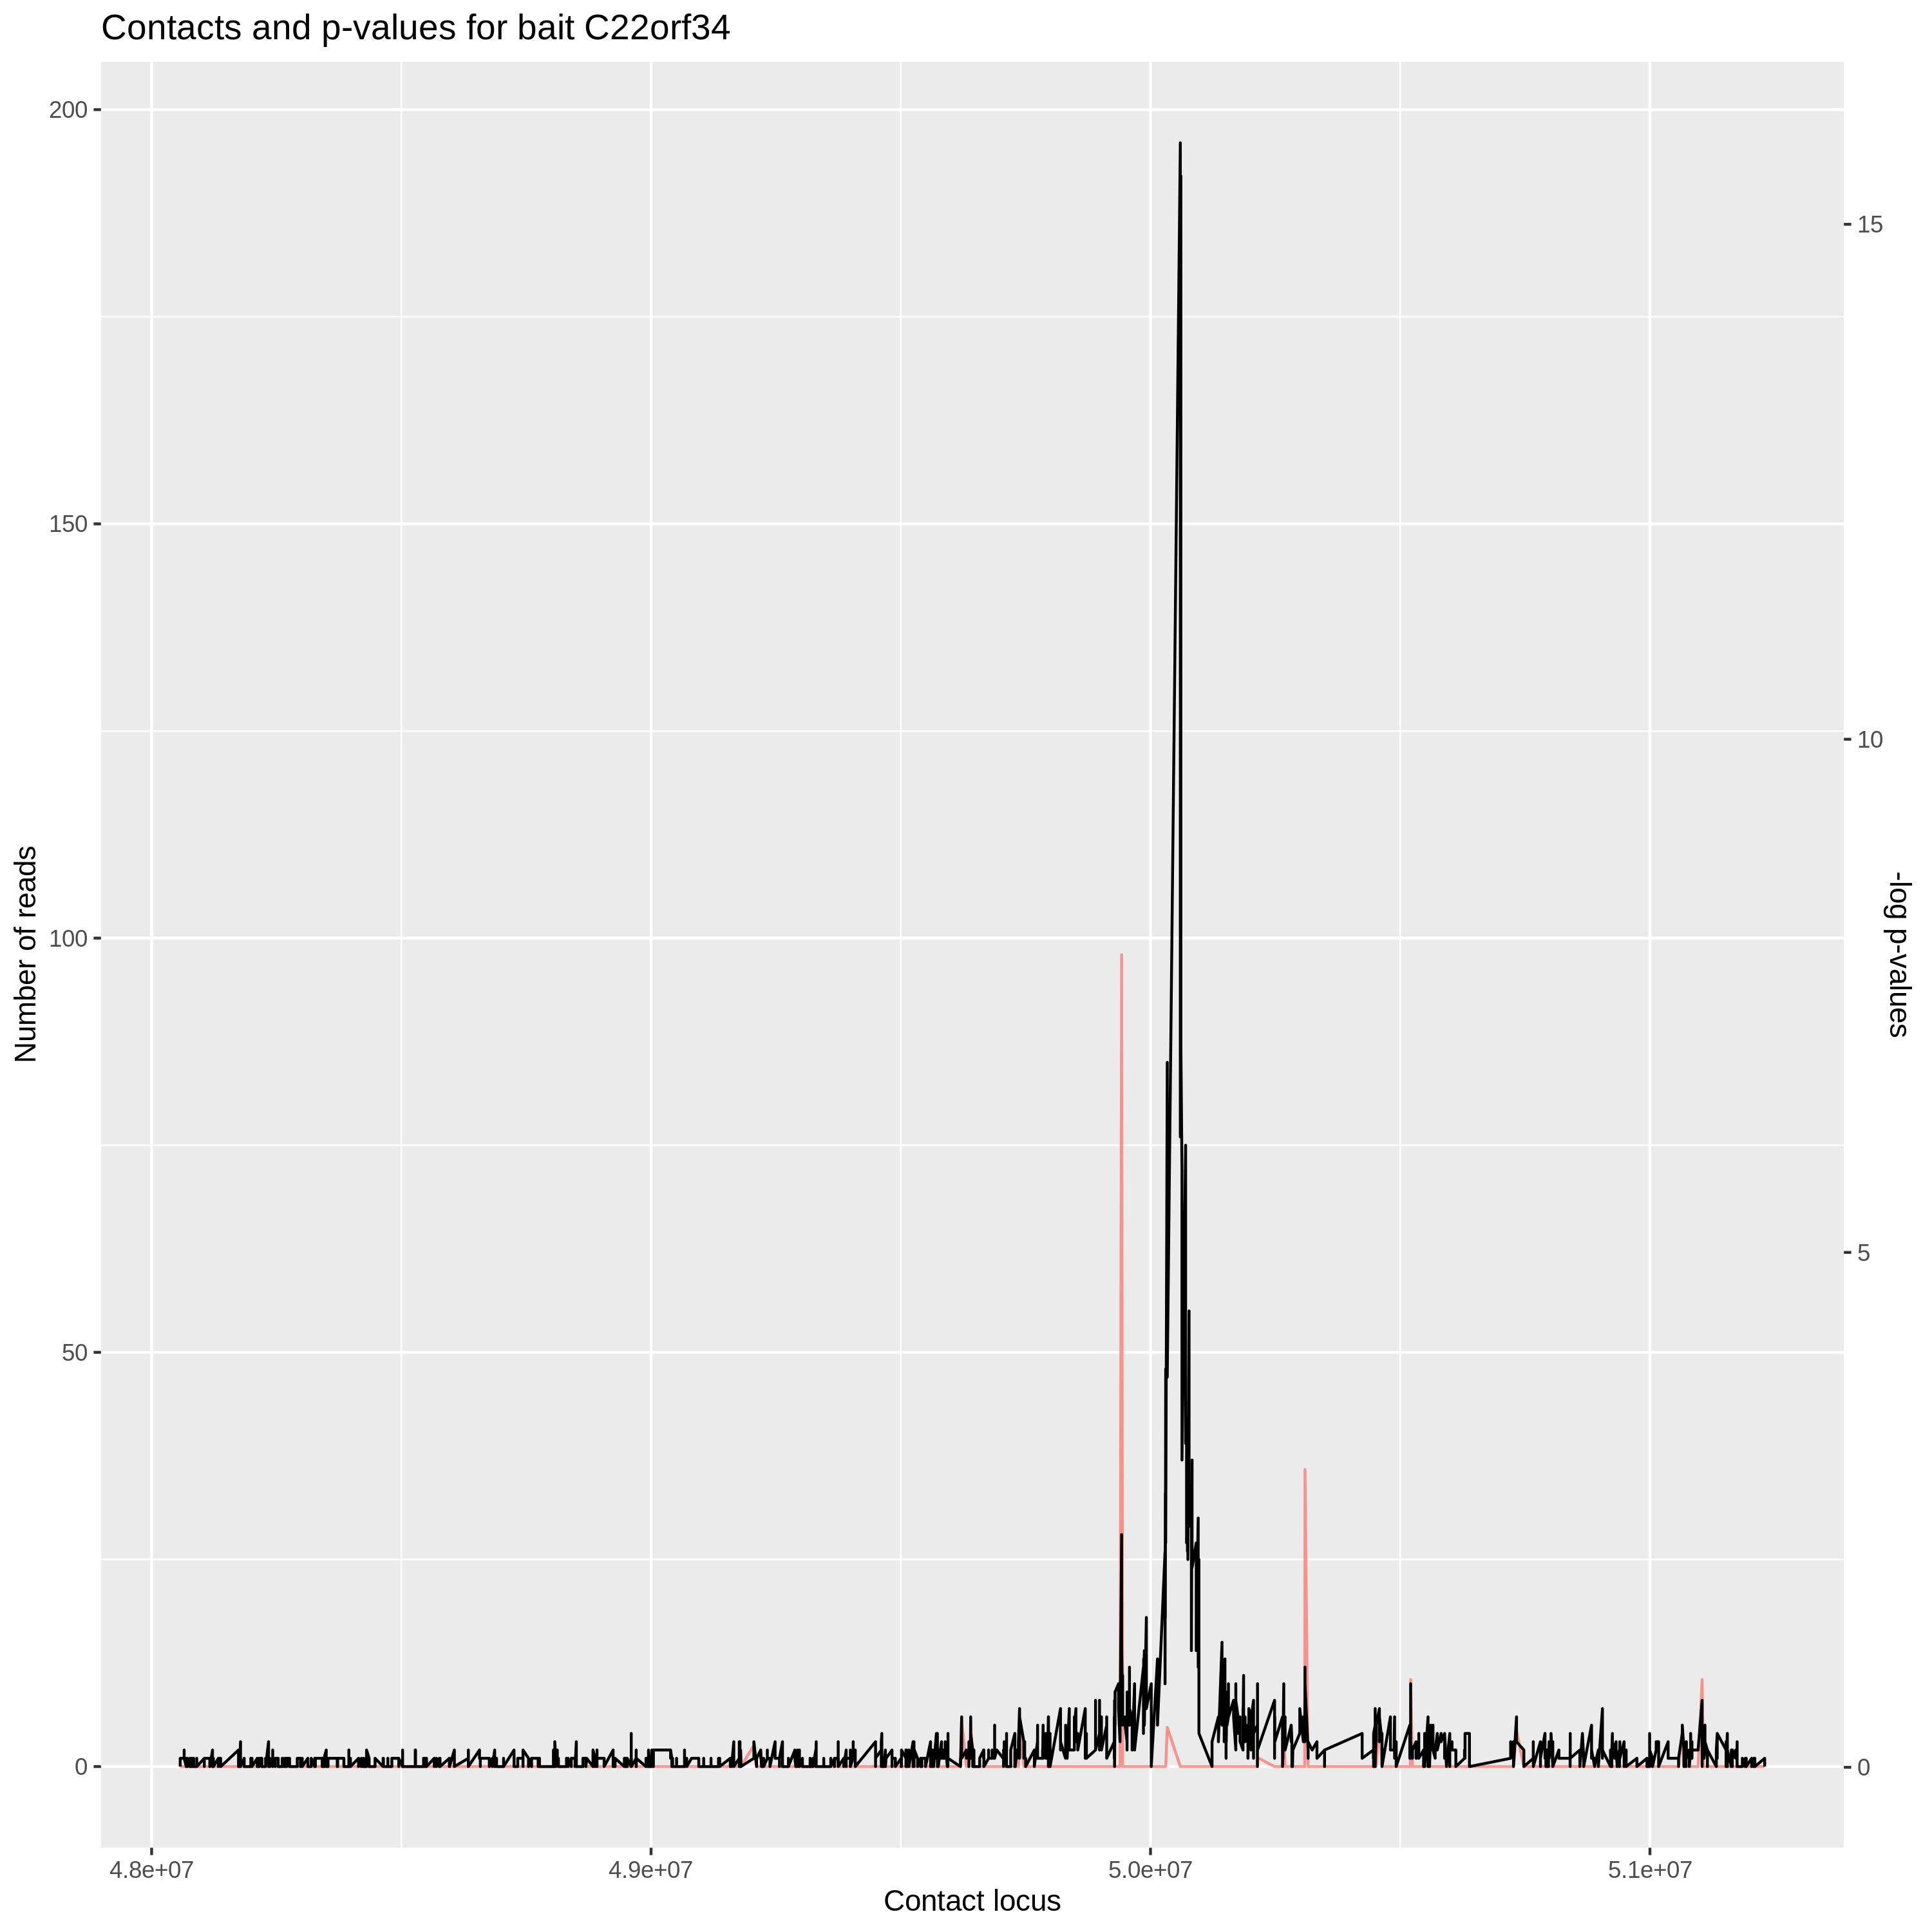 Contacts and p-values for bait C22orf34
200
150
100
50
0
Number of reads
15
10
5
0
-log p-values
4.8e+07
4.9e+07
5.0e+07
5.1e+07
Contact locus